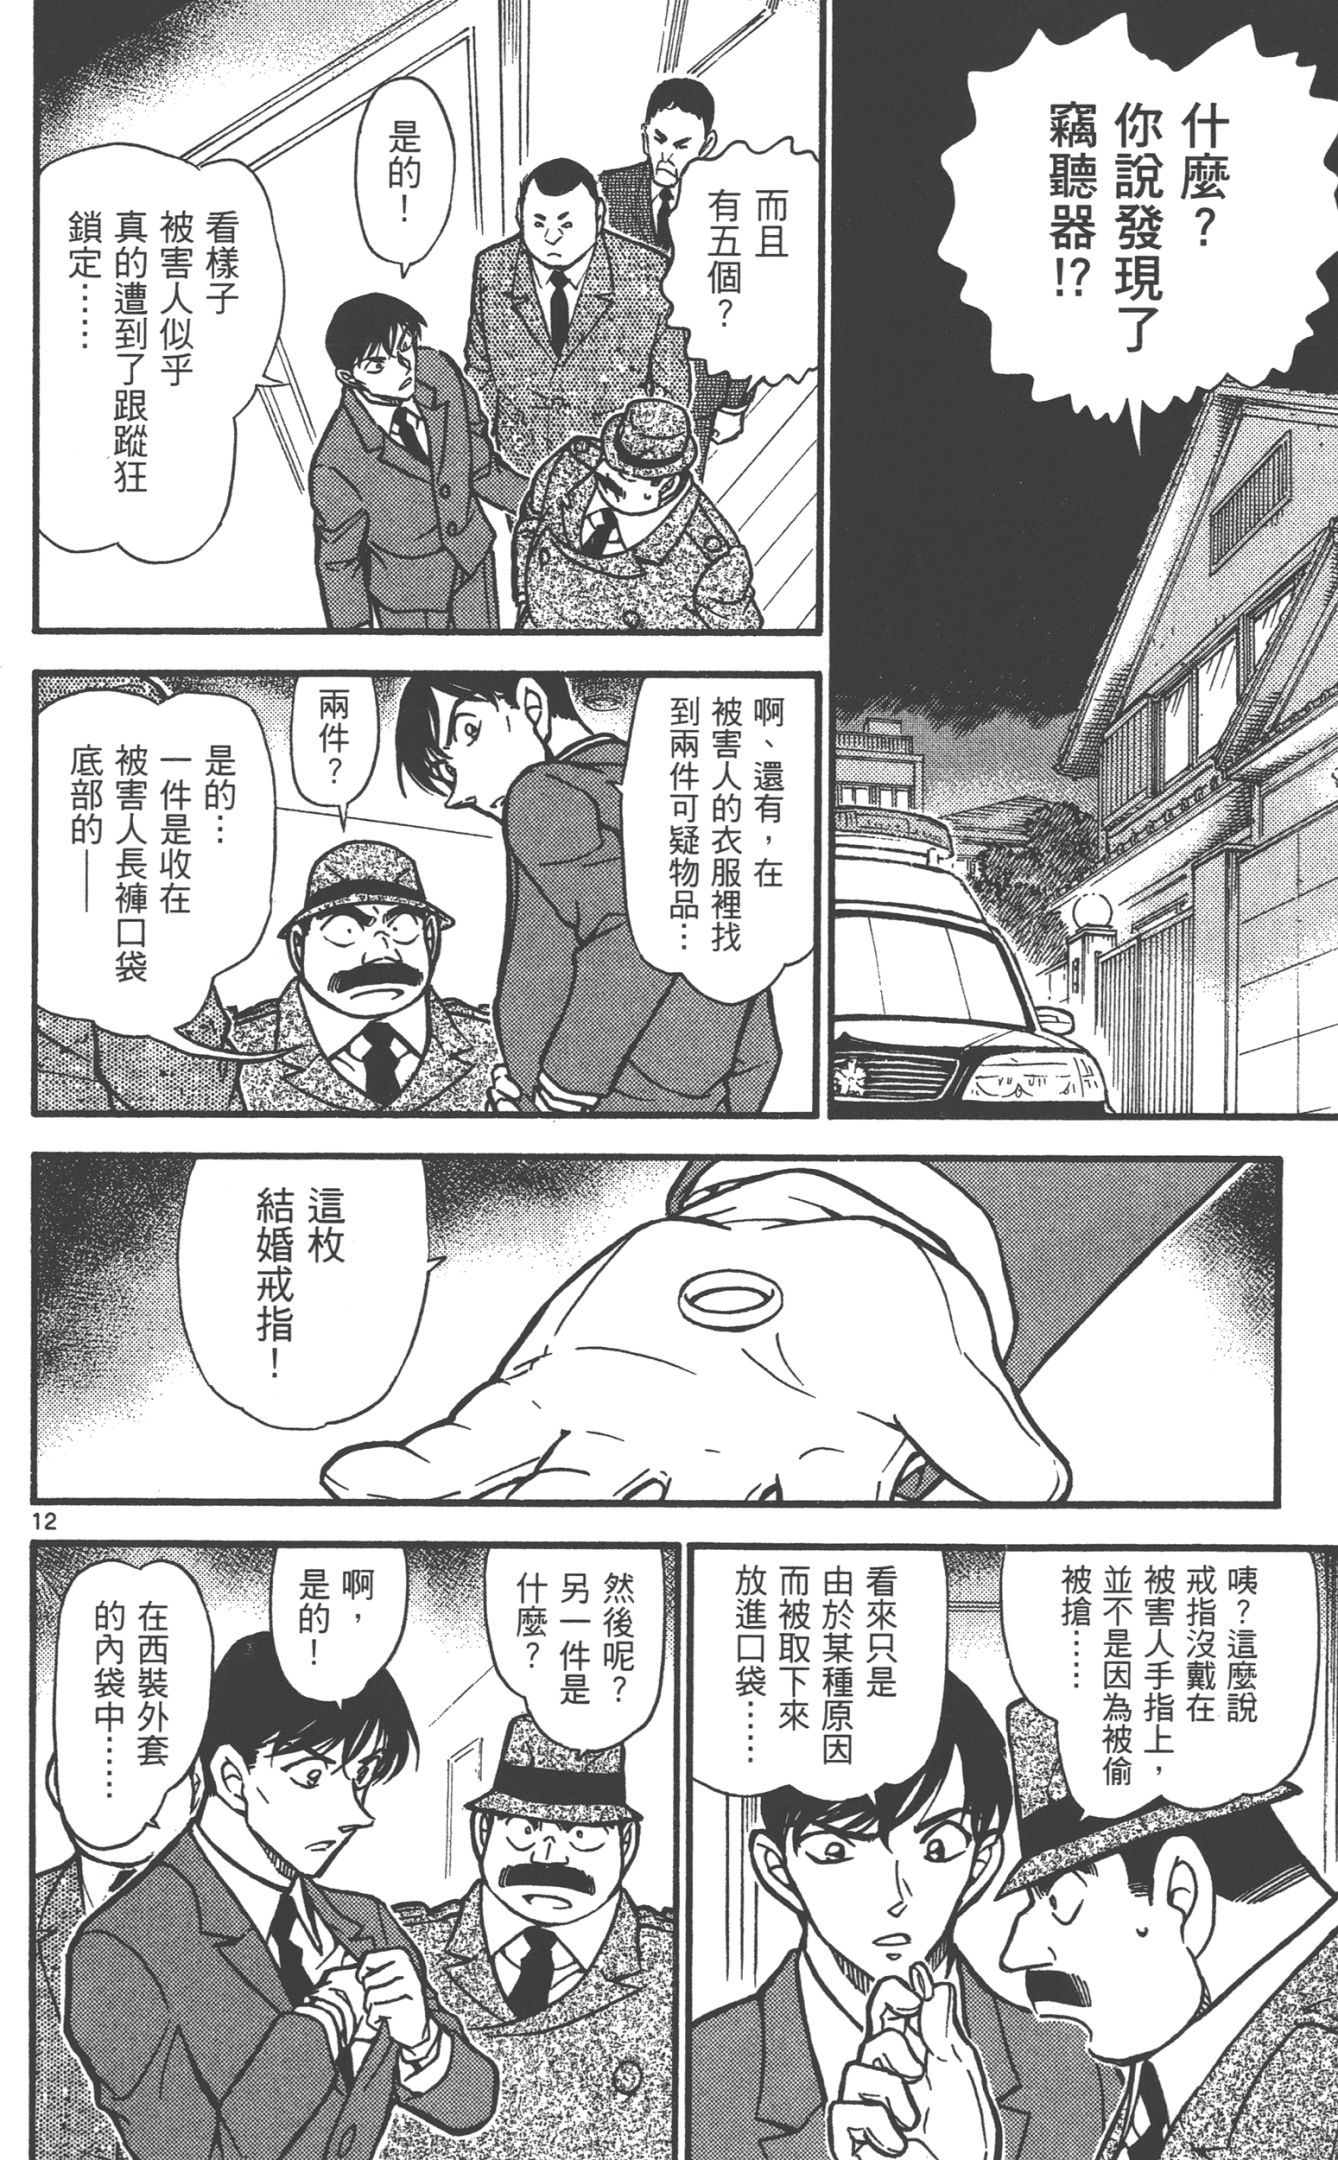 什麼?
你說發現了
竊聽器!?
而且
有五個?
是的!
看樣子
被害人似乎
真的遭到了跟蹤狂
鎖定……
啊、還有,在
被害人的衣服裡找
到兩件可疑物品…
兩件?
是的…
一件是收在
被害人長褲口袋
底部的——
這枚
結婚戒指!
12
咦?這麼說
戒指沒戴在
被害人手指上,
並不是因為被偷
被搶……
看來只是
由於某種原因
而被取下來
放進口袋……
然後呢?
另一件是
什麼?
啊,
是的!
在西裝外套
的內袋中……